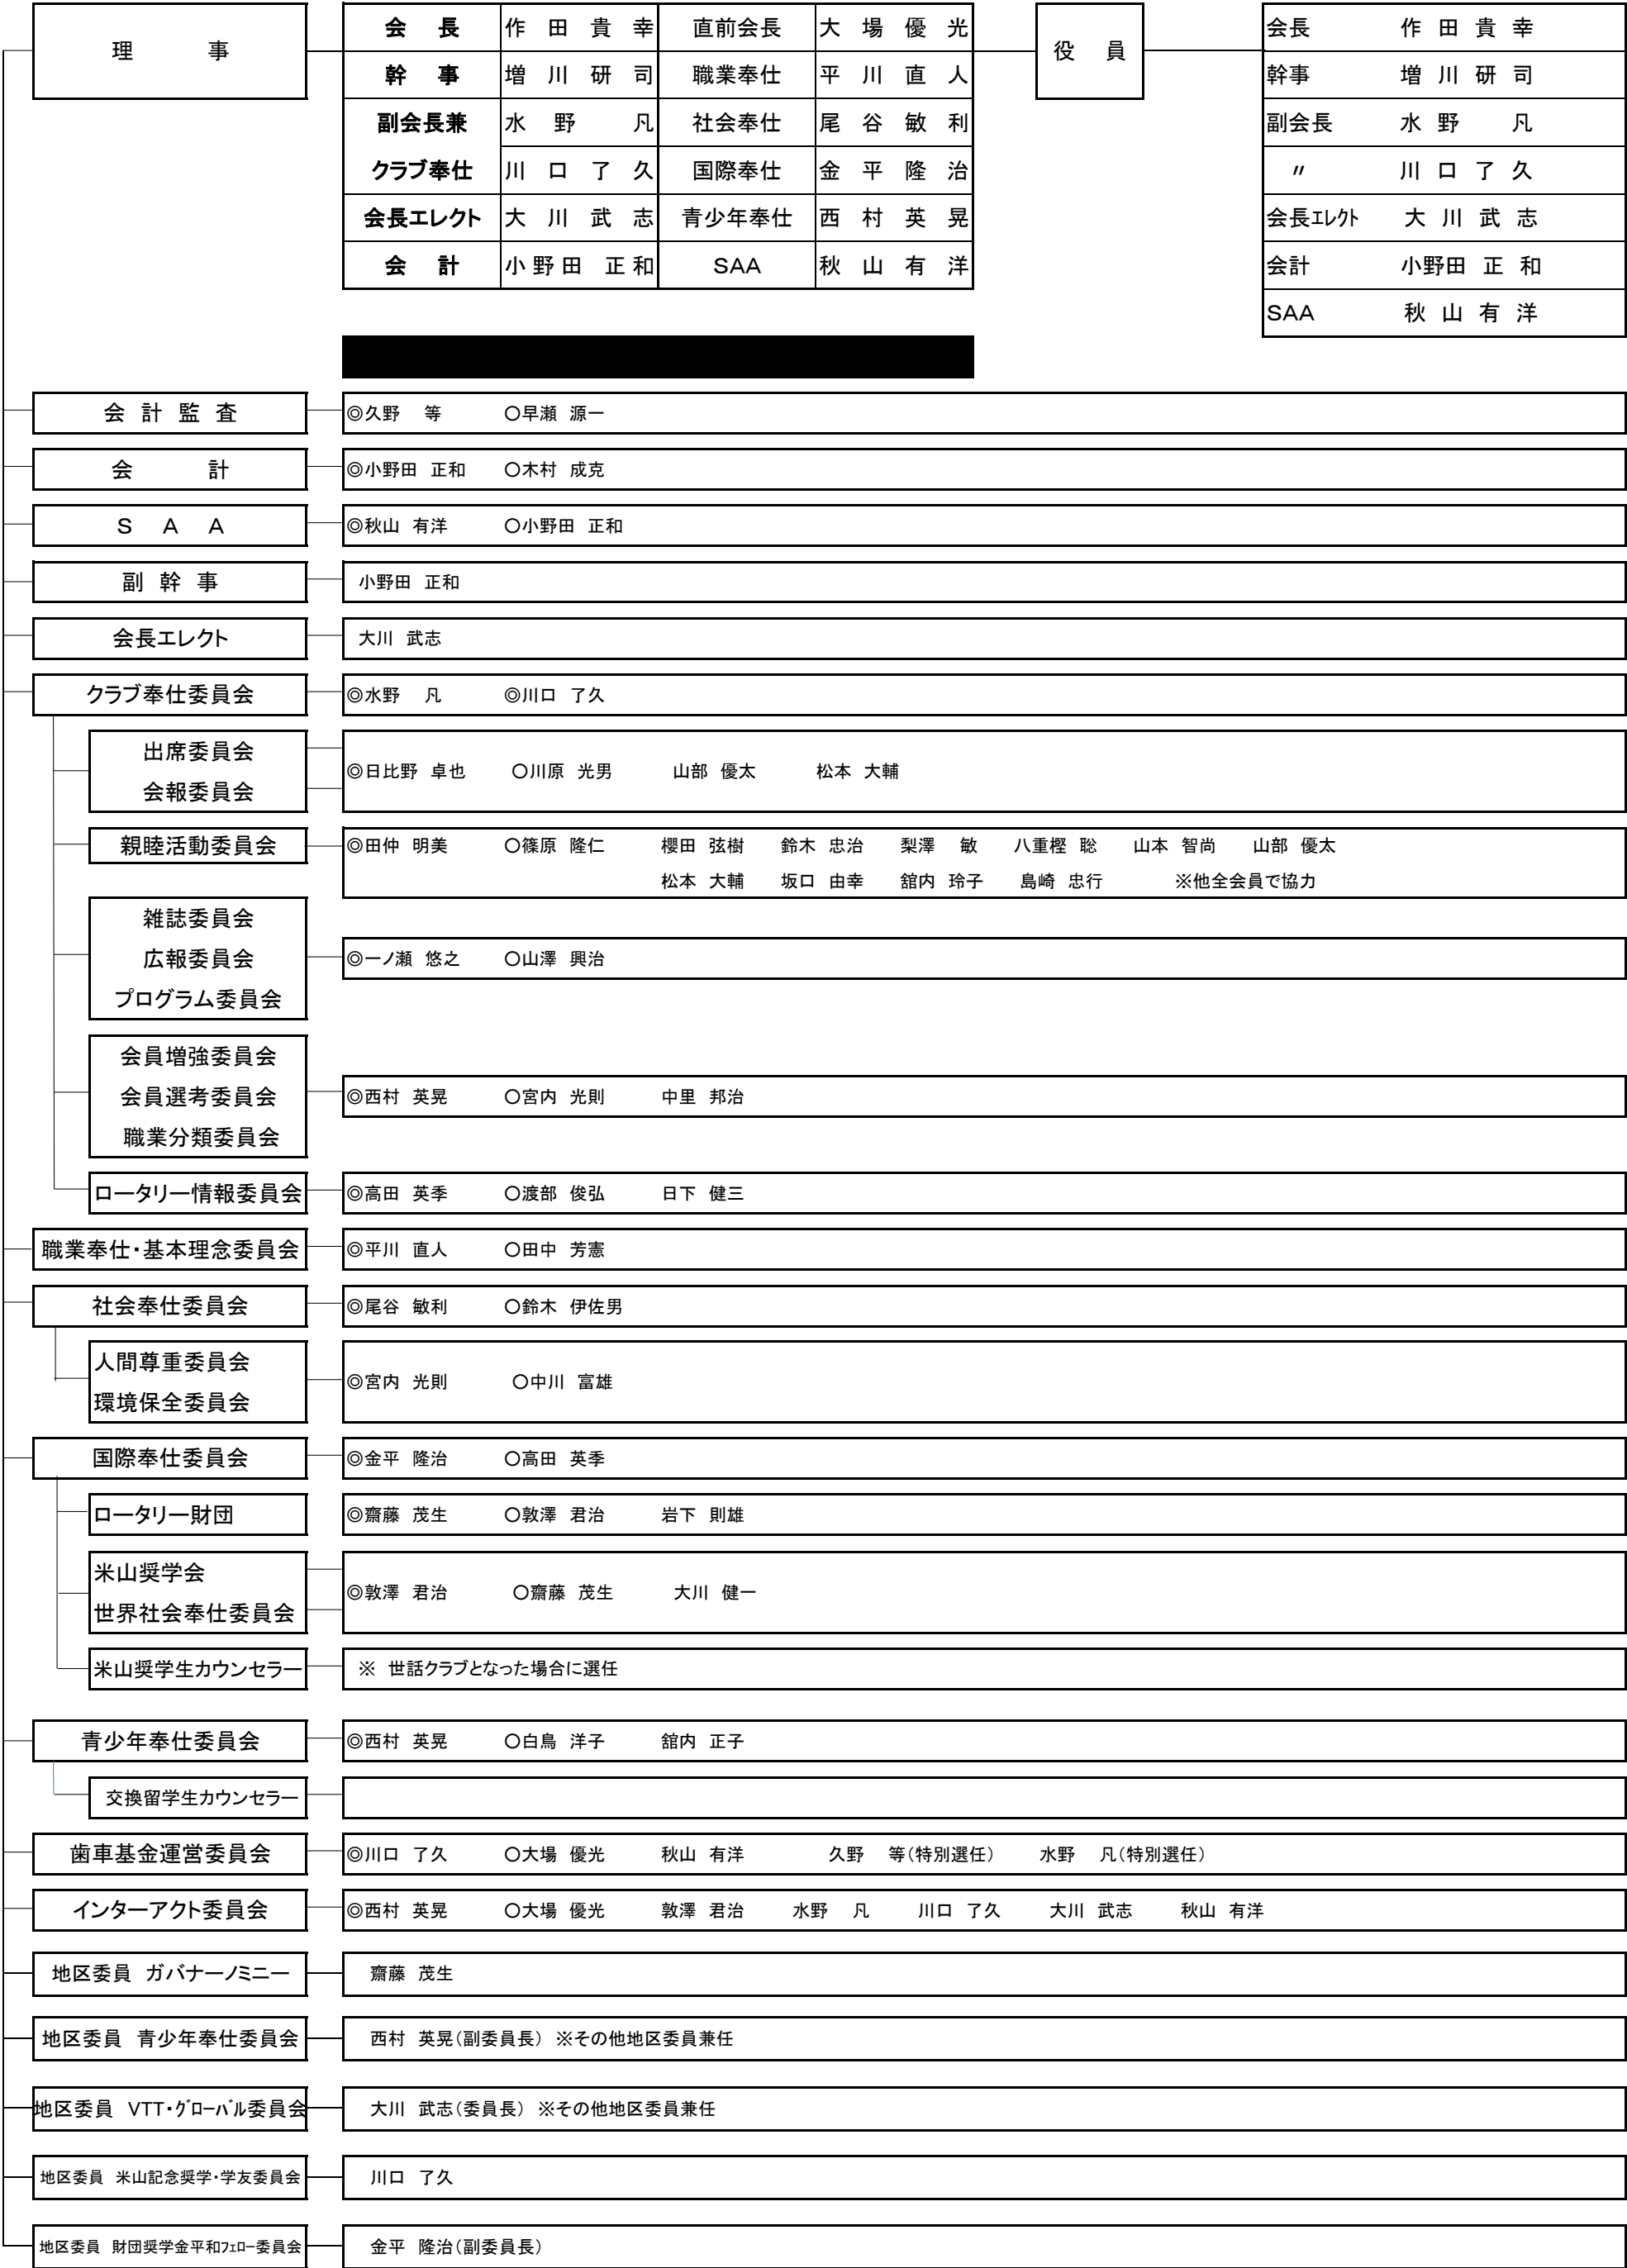 理 事
会 長 作 田 貴 幸 直前会長 大 場 優 光
幹 事 増 川 研 司 職業奉仕 平 川 直 人
副会長兼 水 野 凡 社会奉仕 尾 谷 敏 利
クラブ奉仕 川 口 了 久 国際奉仕 金 平 隆 治
会長エレクト 大 川 武 志 青少年奉仕 西 村 英 晃
会 計 小 野 田 正 和 SAA 秋 山 有 洋
役 員
会長 作 田 貴 幸
幹事 増 川 研 司
副会長 水 野 凡
〃 川 口 了 久
会長エレクト 大 川 武 志
会計 小野田 正 和
SAA 秋 山 有 洋
会 計 監 査 ◎久野 等 〇早瀬 源一
会 計 ◎小野田 正和 〇木村 成克
S A A ◎秋山 有洋 〇小野田 正和
副 幹 事 小野田 正和
会長エレクト 大川 武志
クラブ奉仕委員会 ◎水野 凡 ◎川口 了久
出席委員会
会報委員会
◎日比野 卓也 〇川原 光男 山部 優太 松本 大輔
親睦活動委員会 ◎田仲 明美 〇篠原 隆仁 櫻田 弦樹 鈴木 忠治 梨澤 敏 八重樫 聡 山本 智尚 山部 優太
松本 大輔 坂口 由幸 舘内 玲子 島崎 忠行 ※他全会員で協力
雑誌委員会
広報委員会 ◎一ノ瀬 悠之 〇山澤 興治
プログラム委員会
会員増強委員会
会員選考委員会 ◎西村 英晃 〇宮内 光則 中里 邦治
職業分類委員会
ロータリー情報委員会 ◎高田 英季 〇渡部 俊弘 日下 健三
職業奉仕・基本理念委員会 ◎平川 直人 〇田中 芳憲
社会奉仕委員会 ◎尾谷 敏利 〇鈴木 伊佐男
人間尊重委員会
環境保全委員会
◎宮内 光則 〇中川 富雄
国際奉仕委員会 ◎金平 隆治 〇高田 英季
ロータリー財団 ◎齋藤 茂生 〇敦澤 君治 岩下 則雄
米山奨学会
世界社会奉仕委員会
◎敦澤 君治 〇齋藤 茂生 大川 健一
米山奨学生カウンセラー ※ 世話クラブとなった場合に選任
青少年奉仕委員会 ◎西村 英晃 〇白鳥 洋子 舘内 正子
交換留学生カウンセラー
歯車基金運営委員会 ◎川口 了久 〇大場 優光 秋山 有洋 久野 等(特別選任) 水野 凡(特別選任)
インターアクト委員会 ◎西村 英晃 〇大場 優光 敦澤 君治 水野 凡 川口 了久 大川 武志 秋山 有洋
地区委員 ガバナーノミニー 齋藤 茂生
地区委員 青少年奉仕委員会 西村 英晃(副委員長) ※その他地区委員兼任
地区委員 VTT・グローバル委員会 大川 武志(委員長) ※その他地区委員兼任
地区委員 米山記念奨学・学友委員会 川口 了久
地区委員 財団奨学金平和フェロー委員会 金平 隆治(副委員長)